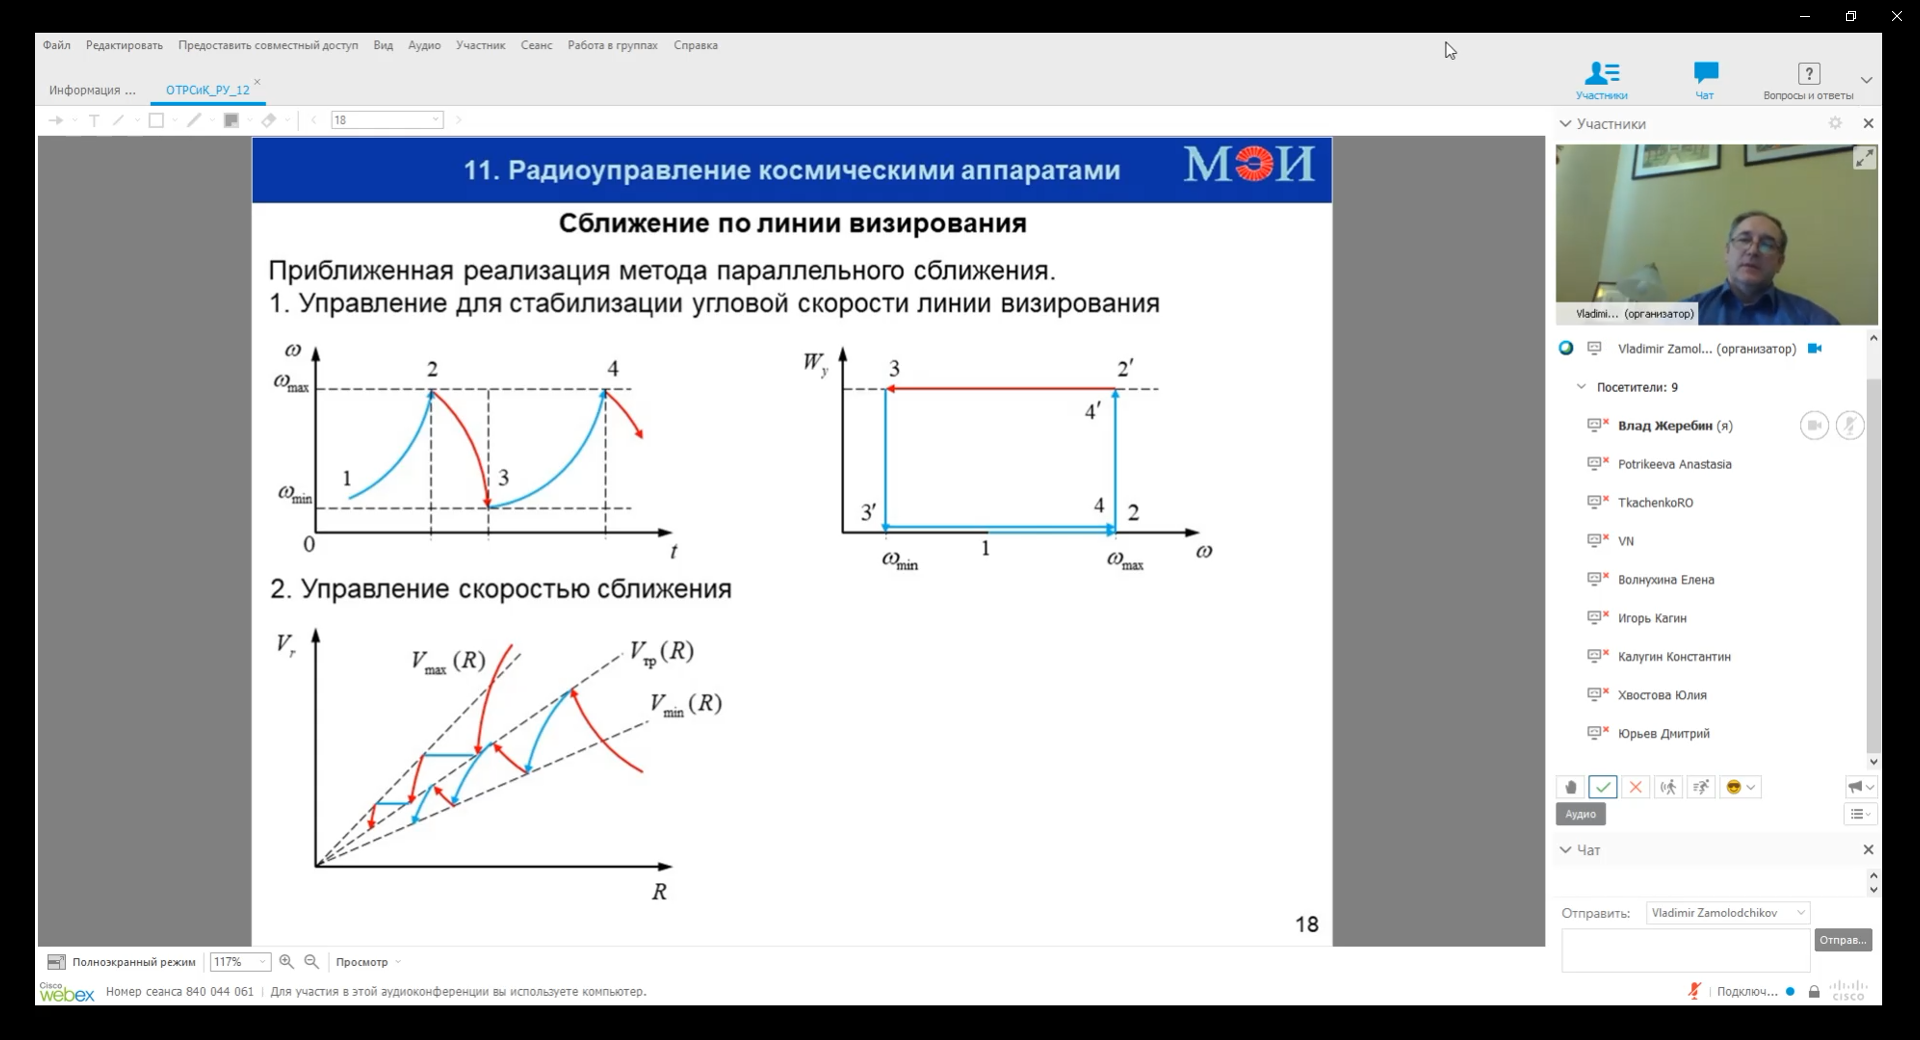 Файл Редактировать Предоставить совместный доступ Вид Аудио Участник Сеанс Работа в группах Справка
Участники Чат Вопросы и ответы
Информация ... ОТРСиК_РУ_12
18
Участники
11. Радиоуправление космическими аппаратами МЭИ
Сближение по линии визирования
Приближенная реализация метода параллельного сближения.
1. Управление для стабилизации угловой скорости линии визирования
ω
ωmax
ωmin
0
1
2
3
4
t
Wy
3
2′
4′
3′
4
2
ωmin
1
ωmax
ω
2. Управление скоростью сближения
Vr
Vmax (R)
Vтр (R)
Vmin (R)
R
18
Vladimi... (организатор)
Vladimir Zamol... (организатор)
Посетители: 9
Влад Жеребин (я)
Potrikeeva Anastasia
TkachenkoRO
VN
Волнухина Елена
Игорь Кагин
Калугин Константин
Хвостова Юлия
Юрьев Дмитрий
Аудио
Чат
Отправить: Vladimir Zamolodchikov
Отправ...
Полноэкранный режим 117% Просмотр
Cisco webex Номер сеанса 840 044 061 | Для участия в этой аудиоконференции вы используете компьютер.
Подключ... CISCO